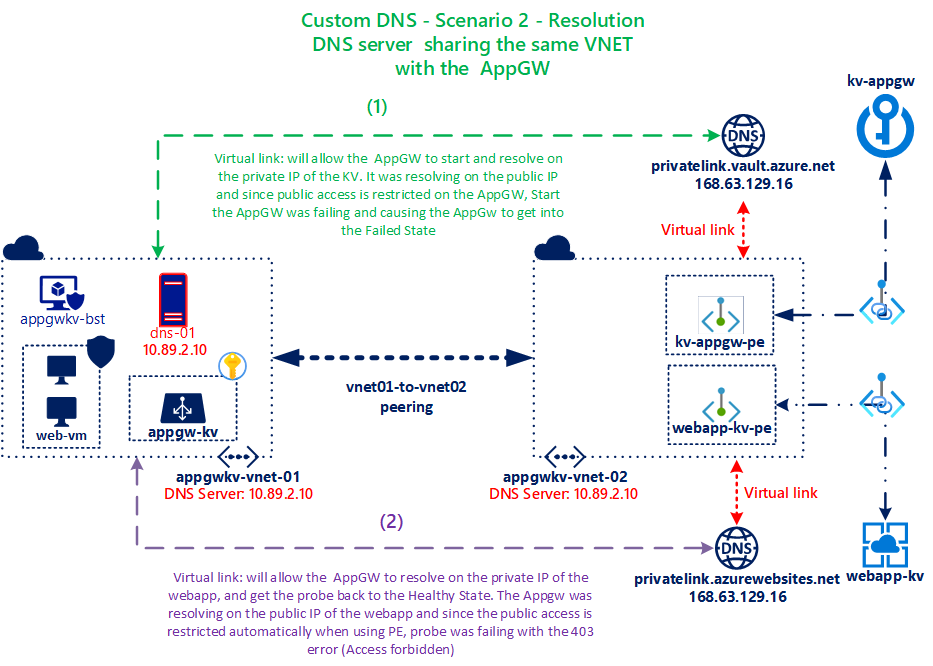 Custom DNS - Scenario 2 - Resolution
DNS server  sharing the same VNET
with the  AppGW
kv-appgw
(1)
DNS
Virtual link: will allow the  AppGW to start and resolve on
the private IP of the KV. It was resolving on the public IP
and since public access is restricted on the AppGW, Start
the AppGW was failing and causing the AppGw to get into
the Failed State
privatelink.vault.azure.net
168.63.129.16
Virtual link
appgwkv-bst
dns-01
10.89.2.10
kv-appgw-pe
vnet01-to-vnet02
peering
web-vm
appgw-kv
webapp-kv-pe
appgwkv-vnet-01
DNS Server: 10.89.2.10
appgwkv-vnet-02
DNS Server: 10.89.2.10
Virtual link
(2)
DNS
privatelink.azurewebsites.net
168.63.129.16
webapp-kv
Virtual link: will allow the  AppGW to resolve on the private IP of the
webapp, and get the probe back to the Healthy State. The Appgw was
resolving on the public IP of the webapp and since the public access is
restricted automatically when using PE, probe was failing with the 403
error (Access forbidden)